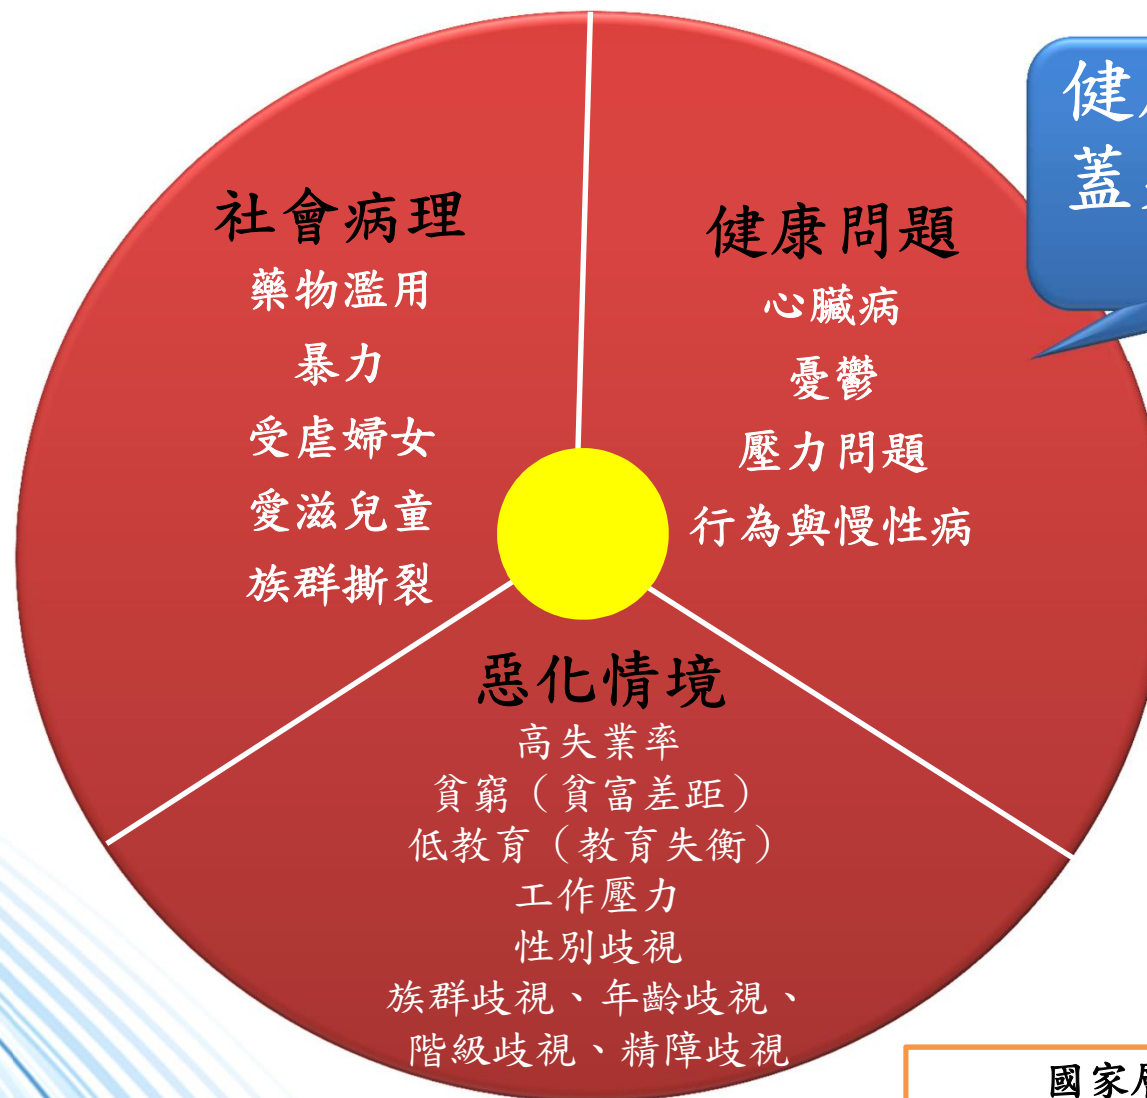 社會病理
藥物濫用
暴力
受虐婦女
愛滋兒童
族群撕裂
健康問題
心臟病
憂鬱
壓力問題
行為與慢性病
惡化情境
高失業率
貧窮（貧富差距）
低教育（教育失衡）
工作壓力
性別歧視
族群歧視、年齡歧視、
階級歧視、精障歧視
健
蓋
國家